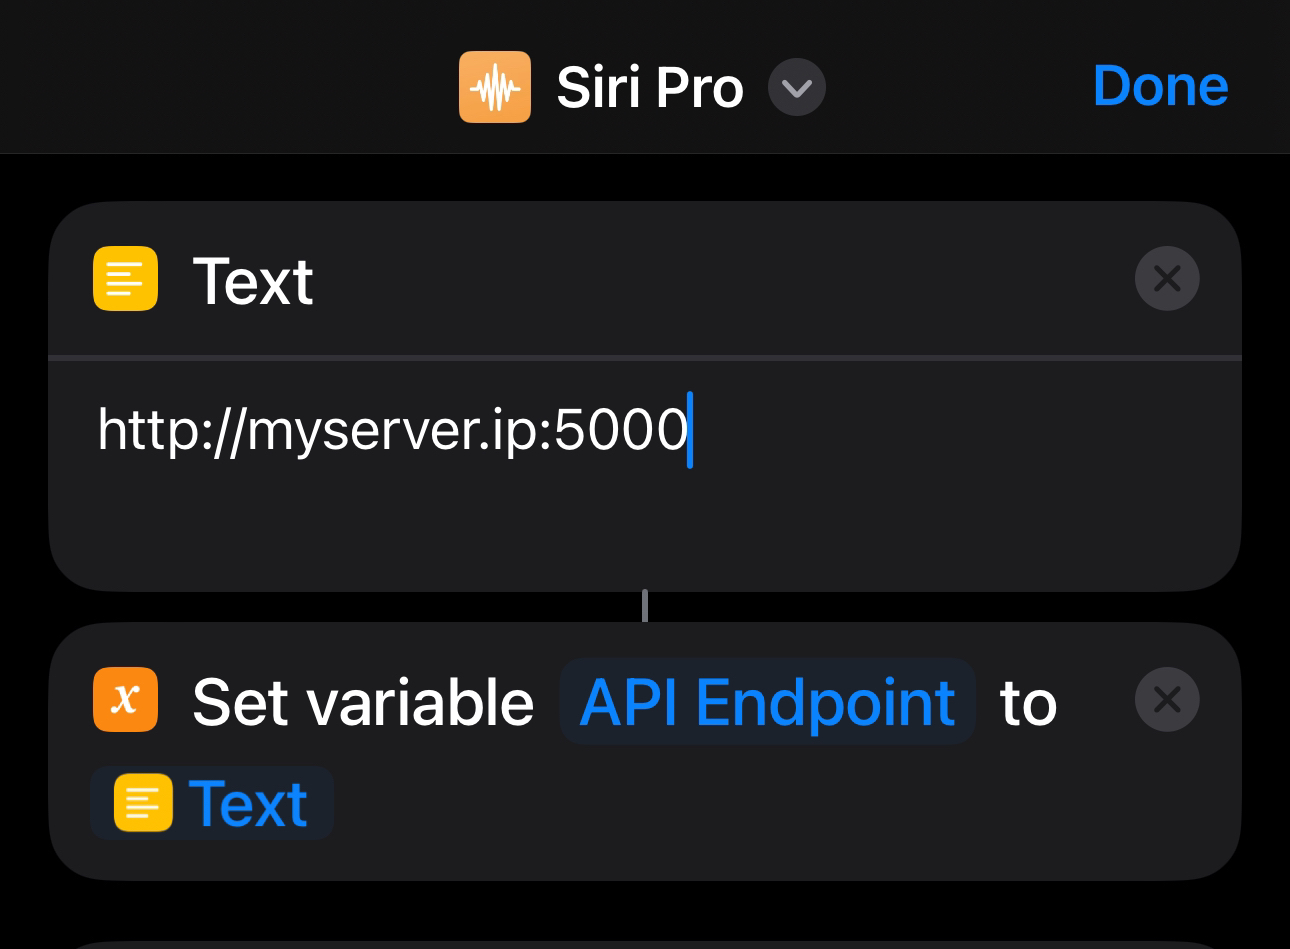 Siri Pro
Done
Text
http://myserver.ip:5000
x Set variable API Endpoint to
Text